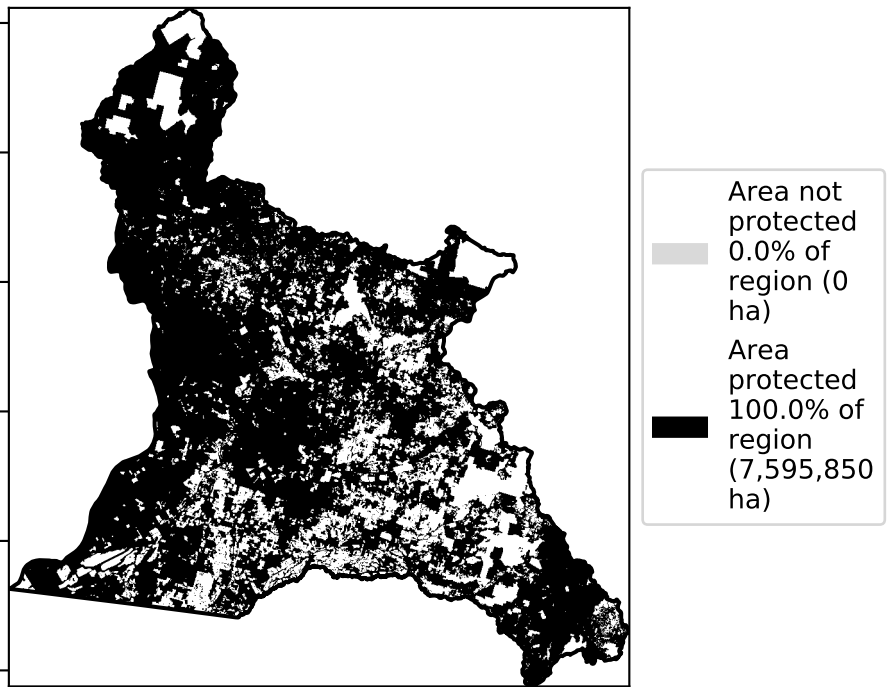 Area not
protected
0.0% of
region (0
ha)
Area
protected
100.0% of
region
(7,595,850
ha)